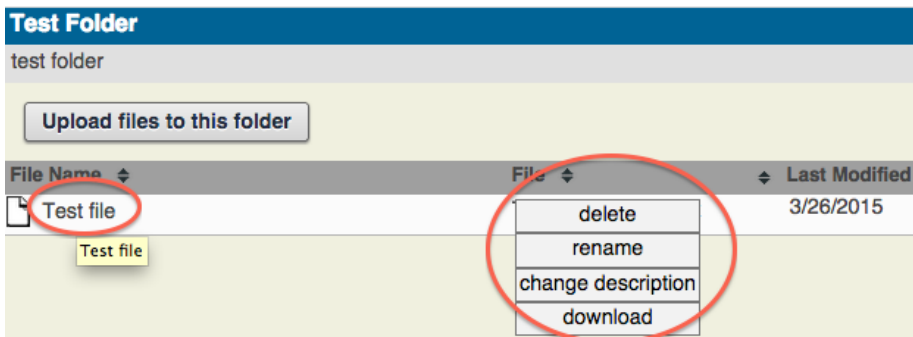 Test Folder
test folder
Upload files to this folder
File Name File Last Modified
Test file 3/26/2015
Test file
delete
rename
change description
download